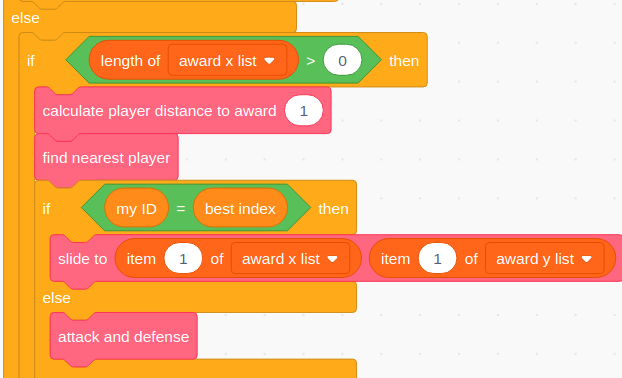 else
if length of award x list > 0 then
calculate player distance to award 1
find nearest player
if my ID = best index then
slide to item 1 of award x list item 1 of award y list
else
attack and defense